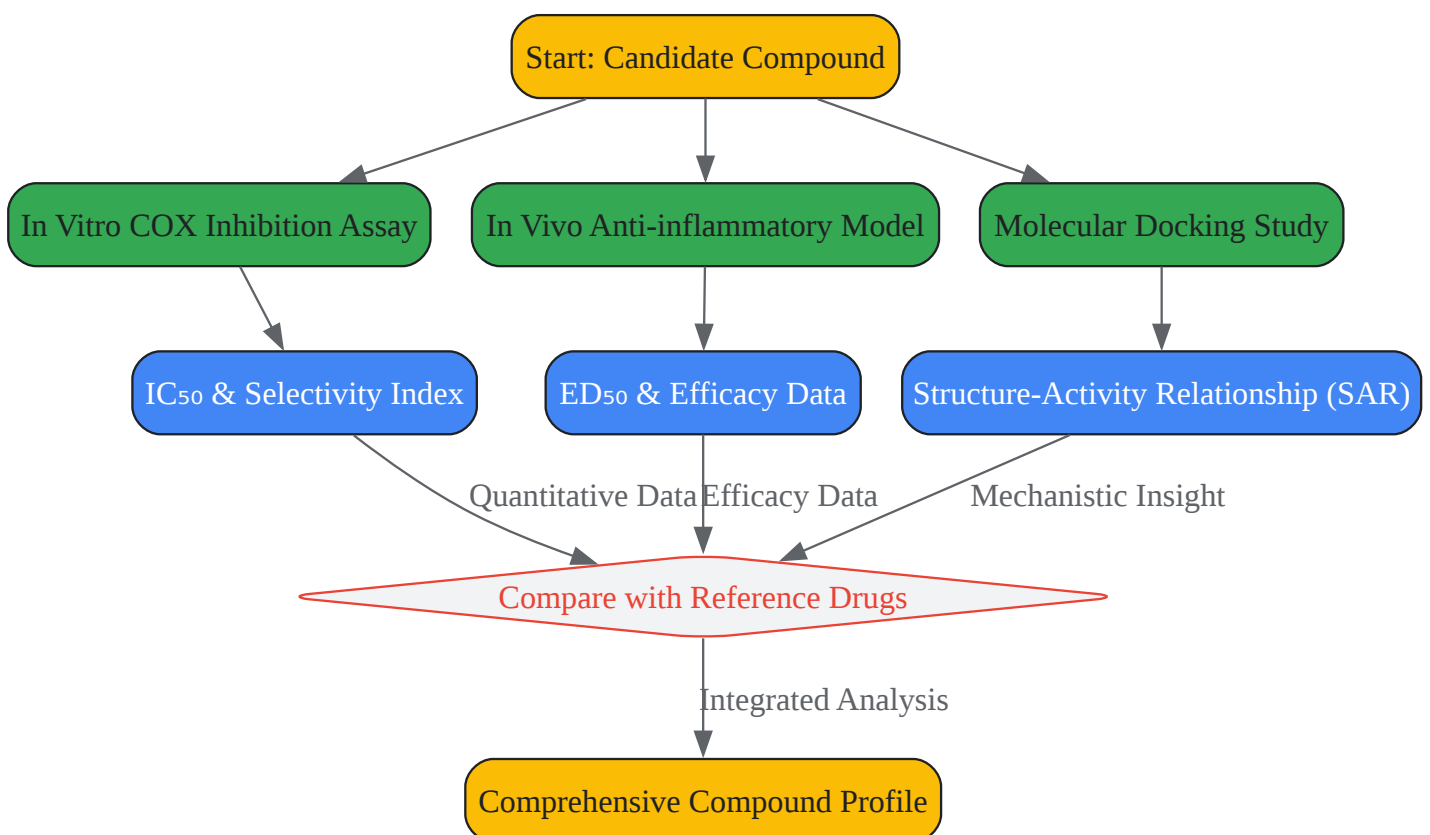 Start: Candidate Compound
In Vitro COX Inhibition Assay
In Vivo Anti-inflammatory Model
Molecular Docking Study
IC₅₀ & Selectivity Index
ED₅₀ & Efficacy Data
Structure-Activity Relationship (SAR)
Quantitative Data
Efficacy Data
Mechanistic Insight
Compare with Reference Drugs
Integrated Analysis
Comprehensive Compound Profile